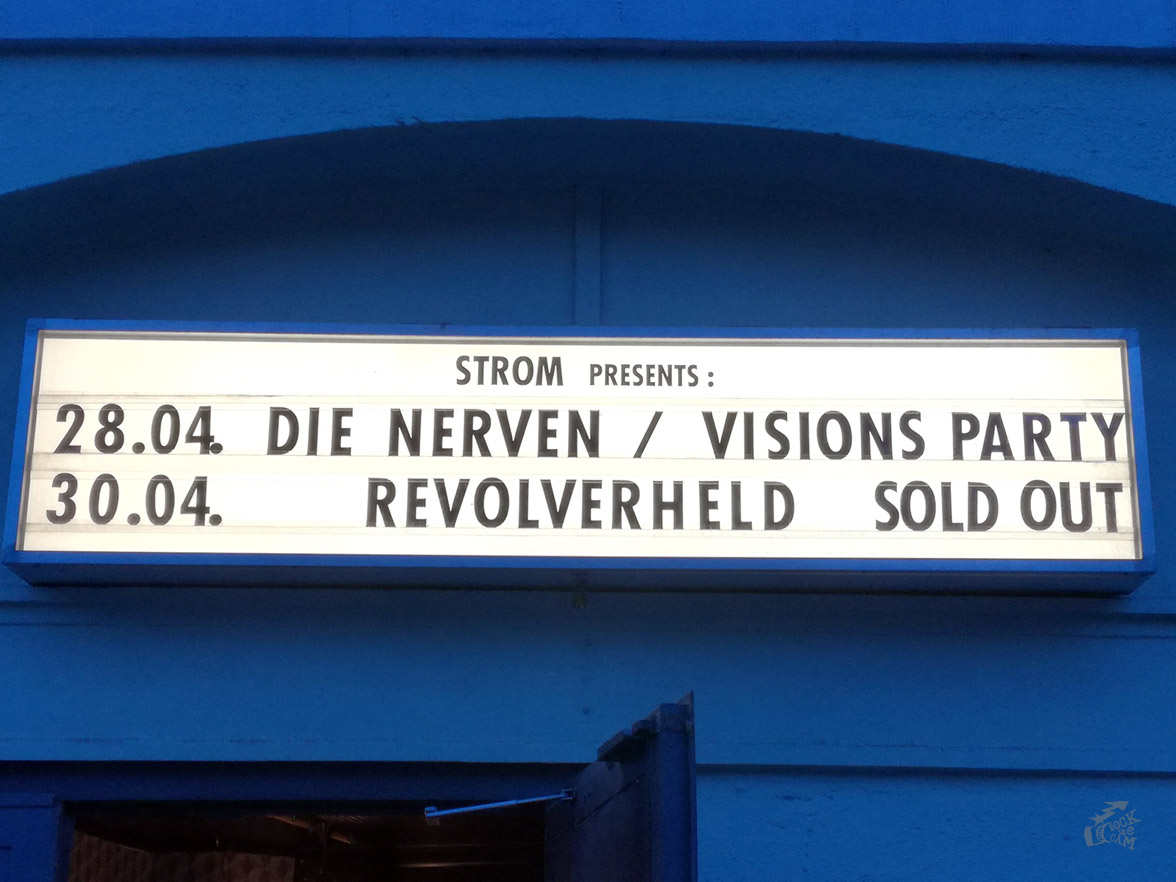 STROM PRESENTS:
28.04. DIE NERVEN / VISIONS PARTY
30.04. REVOLVERHELD SOLD OUT